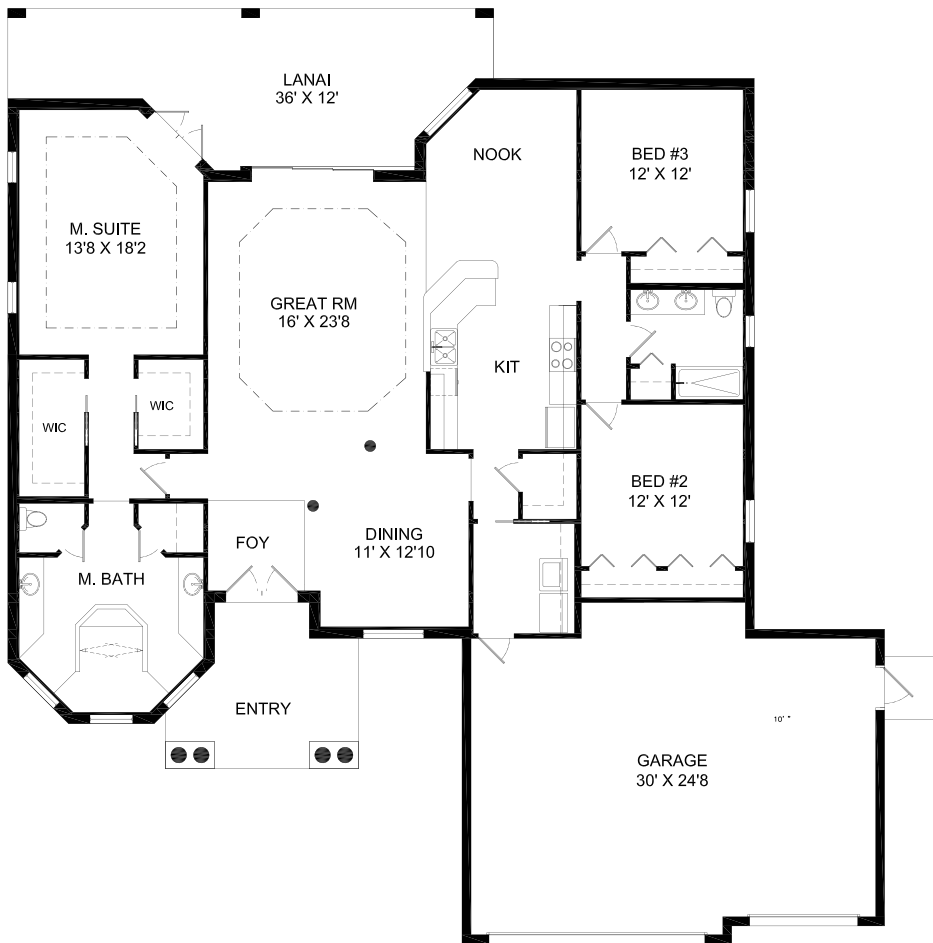 LANAI
36' X 12'
NOOK
BED #3
12' X 12'
M. SUITE
13'8 X 18'2
GREAT RM
16' X 23'8
KIT
WIC
WIC
BED #2
12' X 12'
DINING
11' X 12'10
FOY
M. BATH
ENTRY
10' "
GARAGE
30' X 24'8